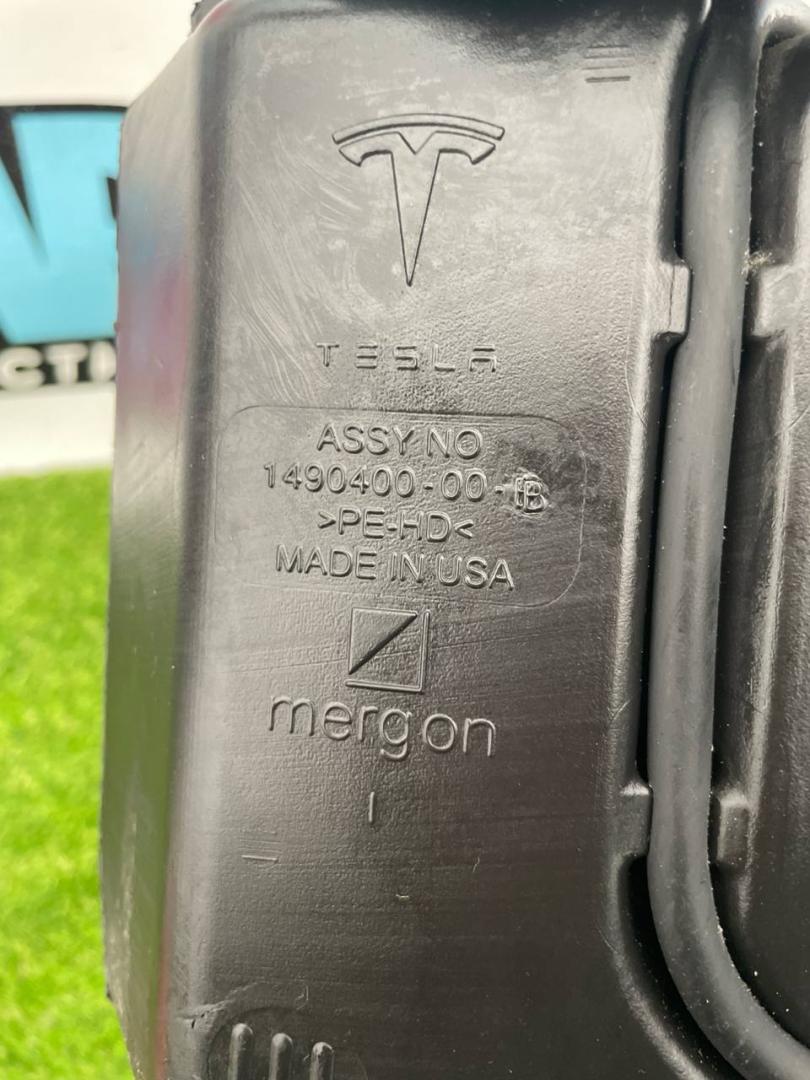 TESLA
ASSY NO
1490400-00-B
>PE-HD<
MADE IN USA
mergon
I